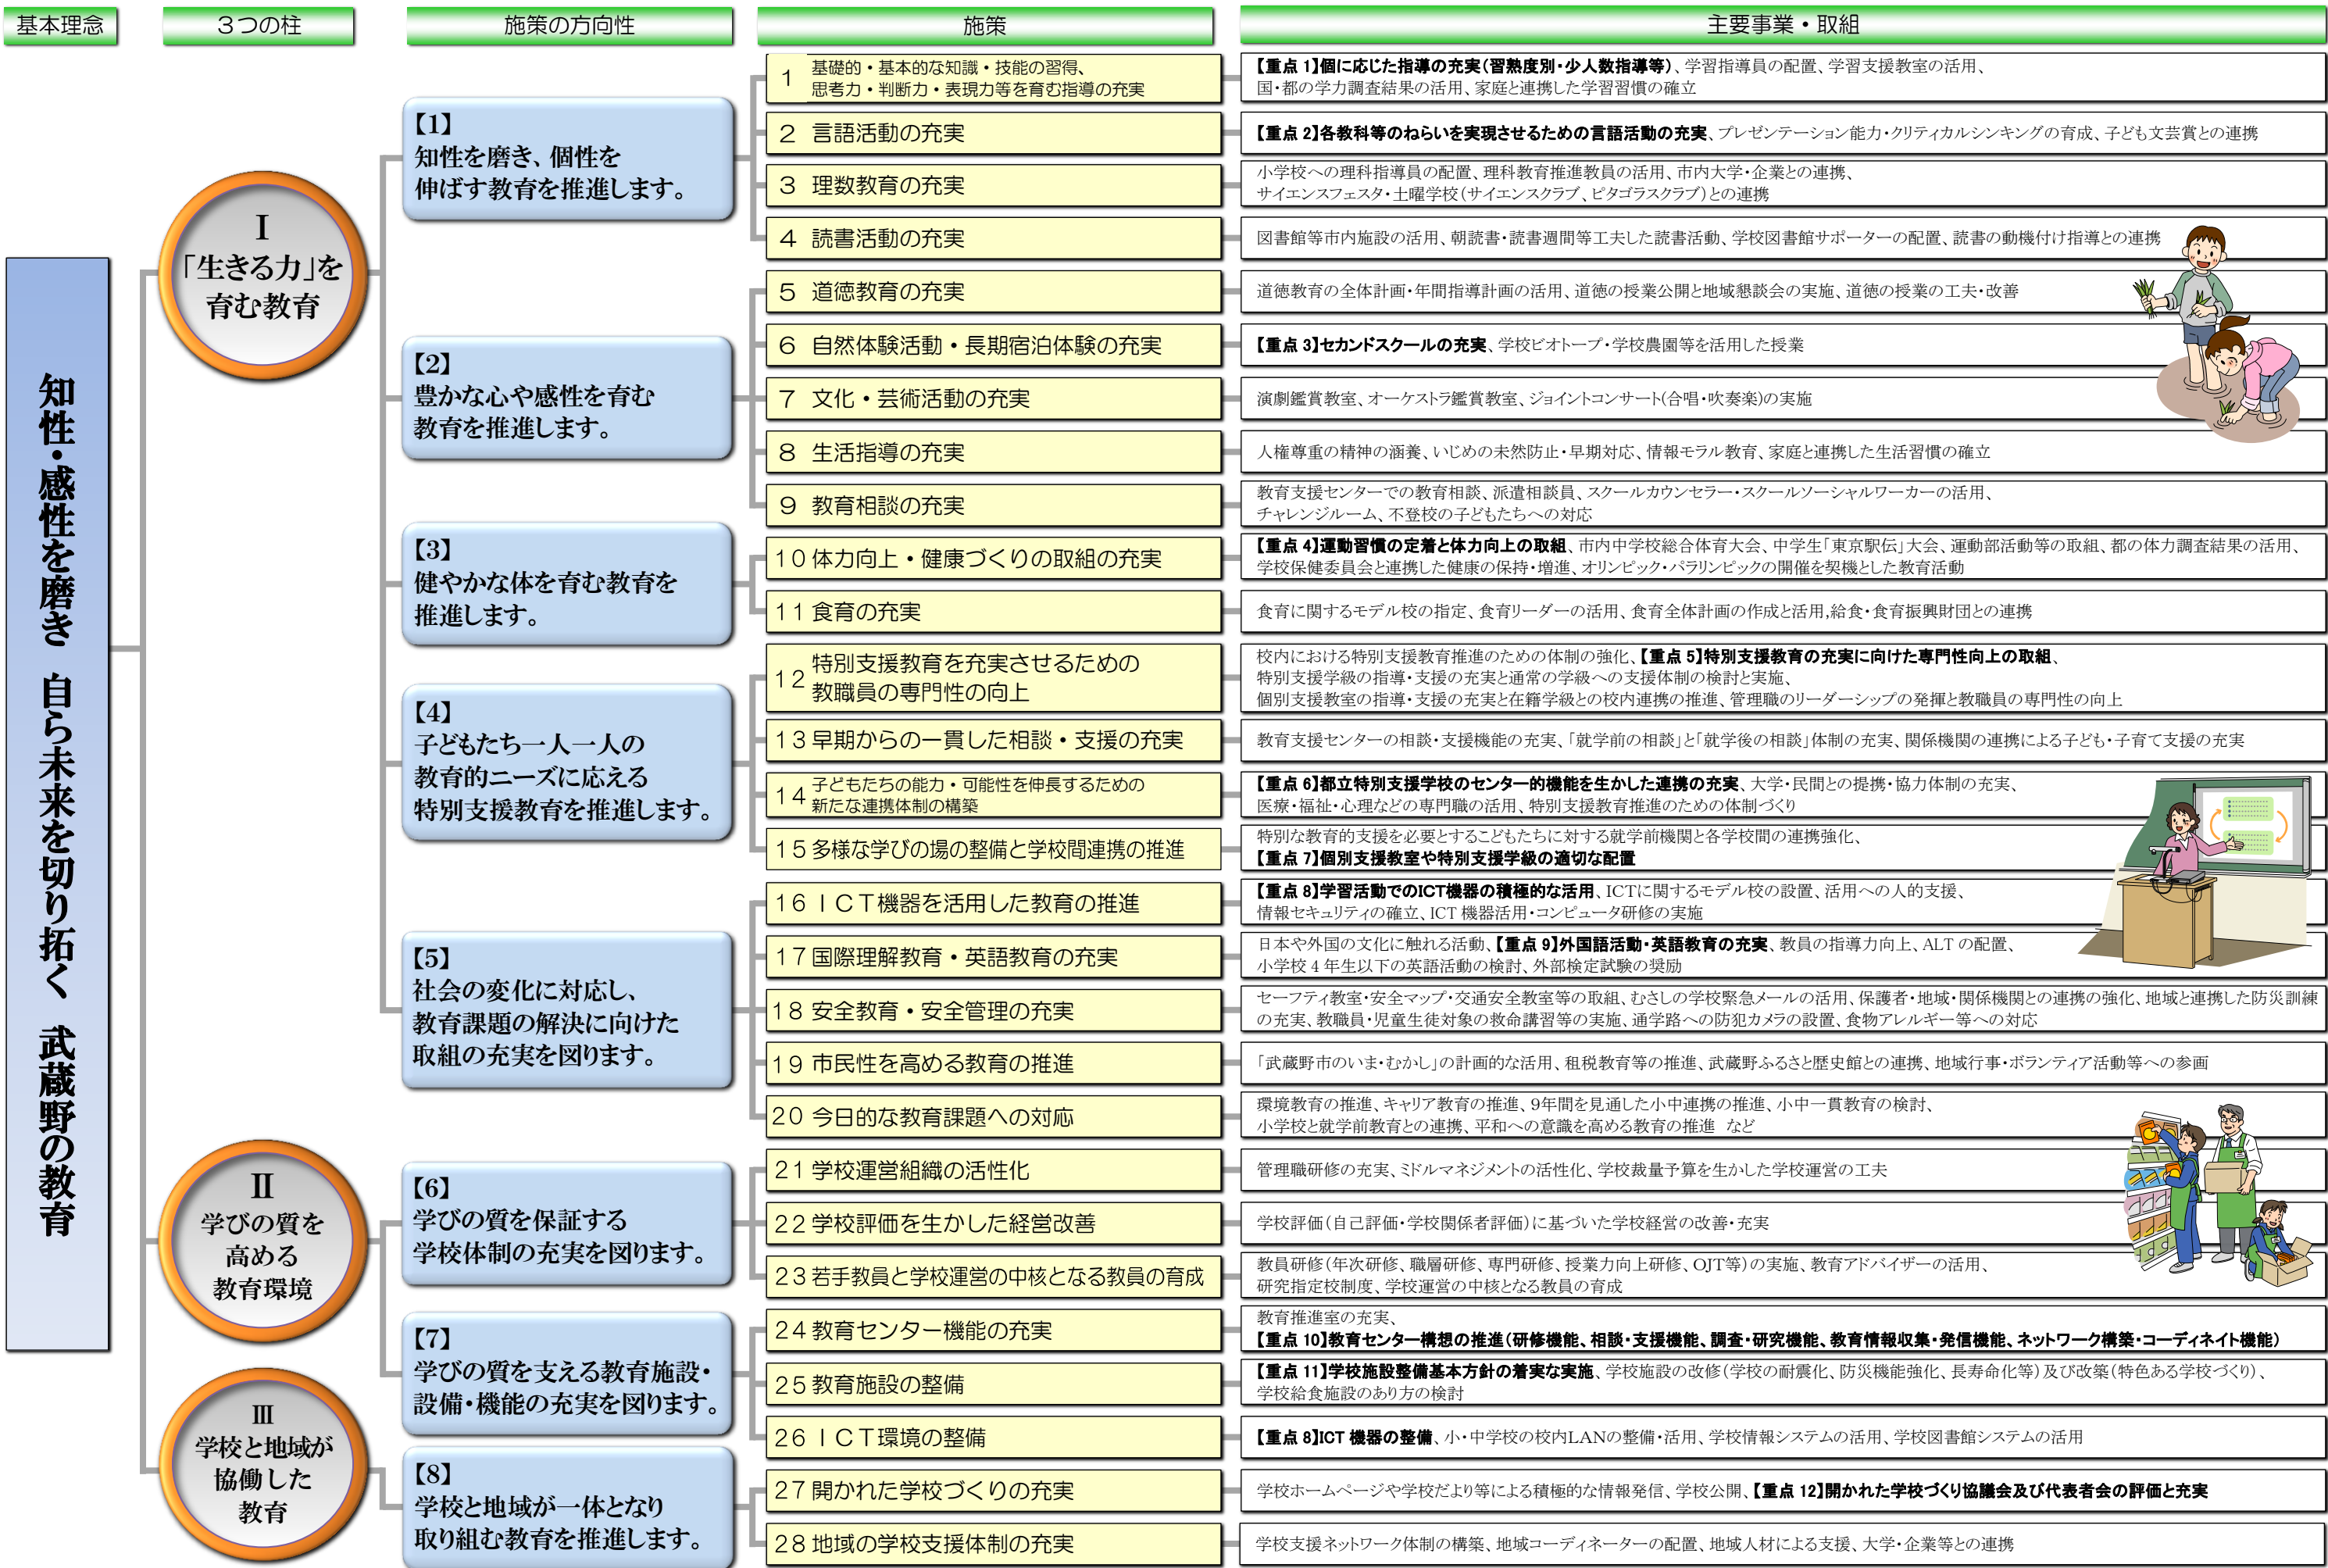 基本理念
3つの柱
施策の方向性
施策
主要事業・取組
知性・感性を磨き 自ら未来を切り拓く 武蔵野の教育
Ⅰ
「生きる力」を
育む教育
【1】
知性を磨き、個性を
伸ばす教育を推進します。
1 基礎的・基本的な知識・技能の習得、
思考力・判断力・表現力等を育む指導の充実
【重点 1】個に応じた指導の充実(習熟度別・少人数指導等)、学習指導員の配置、学習支援教室の活用、
国・都の学力調査結果の活用、家庭と連携した学習習慣の確立
2 言語活動の充実
【重点 2】各教科等のねらいを実現させるための言語活動の充実、プレゼンテーション能力・クリティカルシンキングの育成、子ども文芸賞との連携
3 理数教育の充実
小学校への理科指導員の配置、理科教育推進教員の活用、市内大学・企業との連携、
サイエンスフェスタ・土曜学校(サイエンスクラブ、ピタゴラスクラブ)との連携
4 読書活動の充実
図書館等市内施設の活用、朝読書・読書週間等工夫した読書活動、学校図書館サポーターの配置、読書の動機付け指導との連携
【2】
豊かな心や感性を育む
教育を推進します。
5 道徳教育の充実
道徳教育の全体計画・年間指導計画の活用、道徳の授業公開と地域懇談会の実施、道徳の授業の工夫・改善
6 自然体験活動・長期宿泊体験の充実
【重点 3】セカンドスクールの充実、学校ビオトープ・学校農園等を活用した授業
7 文化・芸術活動の充実
演劇鑑賞教室、オーケストラ鑑賞教室、ジョイントコンサート(合唱・吹奏楽)の実施
8 生活指導の充実
人権尊重の精神の涵養、いじめの未然防止・早期対応、情報モラル教育、家庭と連携した生活習慣の確立
9 教育相談の充実
教育支援センターでの教育相談、派遣相談員、スクールカウンセラー・スクールソーシャルワーカーの活用、
チャレンジルーム、不登校の子どもたちへの対応
【3】
健やかな体を育む教育を
推進します。
10 体力向上・健康づくりの取組の充実
【重点 4】運動習慣の定着と体力向上の取組、市内中学校総合体育大会、中学生「東京駅伝」大会、運動部活動等の取組、都の体力調査結果の活用、
学校保健委員会と連携した健康の保持・増進、オリンピック・パラリンピックの開催を契機とした教育活動
11 食育の充実
食育に関するモデル校の指定、食育リーダーの活用、食育全体計画の作成と活用,給食・食育振興財団との連携
【4】
子どもたち一人一人の
教育的ニーズに応える
特別支援教育を推進します。
12 特別支援教育を充実させるための
教職員の専門性の向上
校内における特別支援教育推進のための体制の強化、【重点 5】特別支援教育の充実に向けた専門性向上の取組、
特別支援学級の指導・支援の充実と通常の学級への支援体制の検討と実施、
個別支援教室の指導・支援の充実と在籍学級との校内連携の推進、管理職のリーダーシップの発揮と教職員の専門性の向上
13 早期からの一貫した相談・支援の充実
教育支援センターの相談・支援機能の充実、「就学前の相談」と「就学後の相談」体制の充実、関係機関の連携による子ども・子育て支援の充実
14 子どもたちの能力・可能性を伸長するための
新たな連携体制の構築
【重点 6】都立特別支援学校のセンター的機能を生かした連携の充実、大学・民間との提携・協力体制の充実、
医療・福祉・心理などの専門職の活用、特別支援教育推進のための体制づくり
15 多様な学びの場の整備と学校間連携の推進
特別な教育的支援を必要とするこどもたちに対する就学前機関と各学校間の連携強化、
【重点 7】個別支援教室や特別支援学級の適切な配置
【5】
社会の変化に対応し、
教育課題の解決に向けた
取組の充実を図ります。
16 ICT機器を活用した教育の推進
【重点 8】学習活動でのICT機器の積極的な活用、ICTに関するモデル校の設置、活用への人的支援、
情報セキュリティの確立、ICT 機器活用・コンピュータ研修の実施
17 国際理解教育・英語教育の充実
日本や外国の文化に触れる活動、【重点 9】外国語活動・英語教育の充実、教員の指導力向上、ALT の配置、
小学校 4 年生以下の英語活動の検討、外部検定試験の奨励
18 安全教育・安全管理の充実
セーフティ教室・安全マップ・交通安全教室等の取組、むさしの学校緊急メールの活用、保護者・地域・関係機関との連携の強化、地域と連携した防災訓練
の充実、教職員・児童生徒対象の救命講習等の実施、通学路への防犯カメラの設置、食物アレルギー等への対応
19 市民性を高める教育の推進
「武蔵野市のいま・むかし」の計画的な活用、租税教育等の推進、武蔵野ふるさと歴史館との連携、地域行事・ボランティア活動等への参画
20 今日的な教育課題への対応
環境教育の推進、キャリア教育の推進、9年間を見通した小中連携の推進、小中一貫教育の検討、
小学校と就学前教育との連携、平和への意識を高める教育の推進 など
Ⅱ
学びの質を
高める
教育環境
【6】
学びの質を保証する
学校体制の充実を図ります。
21 学校運営組織の活性化
管理職研修の充実、ミドルマネジメントの活性化、学校裁量予算を生かした学校運営の工夫
22 学校評価を生かした経営改善
学校評価(自己評価・学校関係者評価)に基づいた学校経営の改善・充実
23 若手教員と学校運営の中核となる教員の育成
教員研修(年次研修、職層研修、専門研修、授業力向上研修、OJT等)の実施、教育アドバイザーの活用、
研究指定校制度、学校運営の中核となる教員の育成
【7】
学びの質を支える教育施設・
設備・機能の充実を図ります。
24 教育センター機能の充実
教育推進室の充実、
【重点 10】教育センター構想の推進(研修機能、相談・支援機能、調査・研究機能、教育情報収集・発信機能、ネットワーク構築・コーディネイト機能)
25 教育施設の整備
【重点 11】学校施設整備基本方針の着実な実施、学校施設の改修(学校の耐震化、防災機能強化、長寿命化等)及び改築(特色ある学校づくり)、
学校給食施設のあり方の検討
26 ICT環境の整備
【重点 8】ICT 機器の整備、小・中学校の校内LANの整備・活用、学校情報システムの活用、学校図書館システムの活用
Ⅲ
学校と地域が
協働した
教育
【8】
学校と地域が一体となり
取り組む教育を推進します。
27 開かれた学校づくりの充実
学校ホームページや学校だより等による積極的な情報発信、学校公開、【重点 12】開かれた学校づくり協議会及び代表者会の評価と充実
28 地域の学校支援体制の充実
学校支援ネットワーク体制の構築、地域コーディネーターの配置、地域人材による支援、大学・企業等との連携